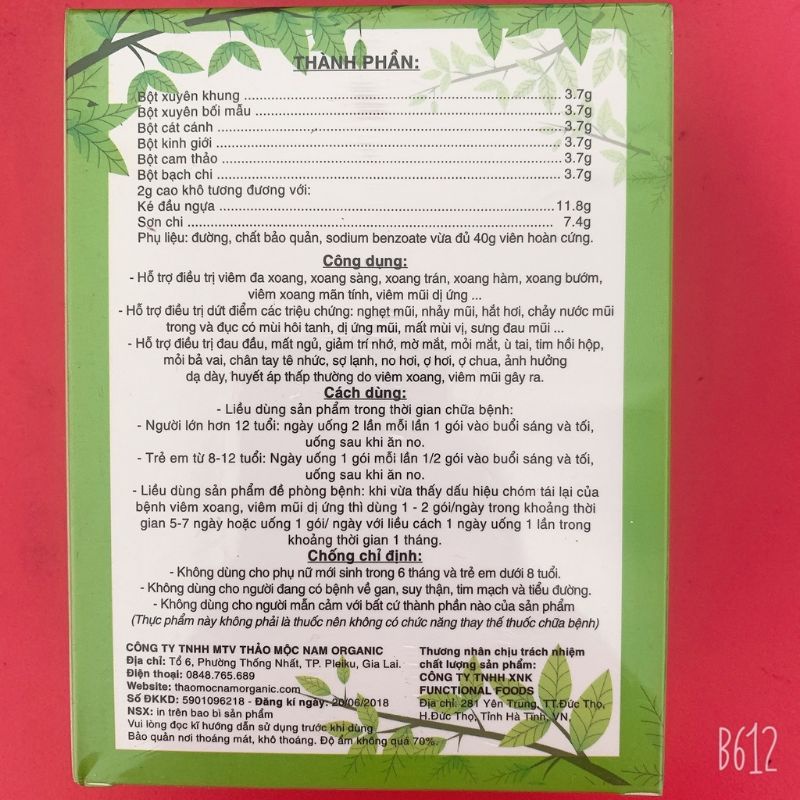 THÀNH PHẦN:
Bột xuyên khung ........ 3.7g
Bột xuyên bối mẫu ........ 3.7g
Bột cát cánh ........ 3.7g
Bột kinh giới ........ 3.7g
Bột cam thảo ........ 3.7g
Bột bạch chi ........ 3.7g
2g cao khô tương đương với:
Ké đầu ngựa ........ 11.8g
Sơn chi ........ 7.4g
Phụ liệu: đường, chất bảo quản, sodium benzoate vừa đủ 40g viên hoàn cứng.
Công dụng:
- Hỗ trợ điều trị viêm đa xoang, xoang sàng, xoang trán, xoang hàm, xoang bướm,
viêm xoang mãn tính, viêm mũi dị ứng ...
- Hỗ trợ điều trị dứt điểm các triệu chứng: nghẹt mũi, nhảy mũi, hắt hơi, chảy nước mũi
trong và đục có mùi hôi tanh, dị ứng mũi, mất mùi vị, sưng đau mũi ...
- Hỗ trợ điều trị đau đầu, mất ngủ, giảm trí nhớ, mờ mắt, mỏi mắt, ù tai, tim hồi hộp,
mỏi bả vai, chân tay tê nhức, sợ lạnh, no hơi, ợ hơi, ợ chua, ảnh hưởng
dạ dày, huyết áp thấp thường do viêm xoang, viêm mũi gây ra.
Cách dùng:
- Liều dùng sản phẩm trong thời gian chữa bệnh:
- Người lớn hơn 12 tuổi: ngày uống 2 lần mỗi lần 1 gói vào buổi sáng và tối,
uống sau khi ăn no.
- Trẻ em từ 8-12 tuổi: Ngày uống 1 gói mỗi lần 1/2 gói vào buổi sáng và tối,
uống sau khi ăn no.
- Liều dùng sản phẩm đề phòng bệnh: khi vừa thấy dấu hiệu chóm tái lại của
bệnh viêm xoang, viêm mũi dị ứng thì dùng 1 - 2 gói/ngày trong khoảng thời
gian 5-7 ngày hoặc uống 1 gói/ ngày với liều cách 1 ngày uống 1 lần trong
khoảng thời gian 1 tháng.
Chống chỉ định:
- Không dùng cho phụ nữ mới sinh trong 6 tháng và trẻ em dưới 8 tuổi.
- Không dùng cho người đang có bệnh về gan, suy thận, tim mạch và tiểu đường.
- Không dùng cho người mẫn cảm với bất cứ thành phần nào của sản phẩm
(Thực phẩm này không phải là thuốc nên không có chức năng thay thế thuốc chữa bệnh)
CÔNG TY TNHH MTV THẢO MỘC NAM ORGANIC
Địa chỉ: Tổ 6, Phường Thống Nhất, TP. Pleiku, Gia Lai.
Điện thoại: 0848.765.689
Website: thaomocnamorganic.com
Số ĐKKD: 5901096218 - Đăng kí ngày: 20/06/2018
NSX: in trên bao bì sản phẩm
Vui lòng đọc kĩ hướng dẫn sử dụng trước khi dùng
Bảo quản nơi thoáng mát, khô thoáng. Độ ẩm không quá 70%.
Thương nhân chịu trách nhiệm
chất lượng sản phẩm:
CÔNG TY TNHH XNK
FUNCTIONAL FOODS
Địa chỉ: 281 Yên Trung, TT.Đức Thọ,
H.Đức Thọ, Tỉnh Hà Tĩnh, VN.
B612